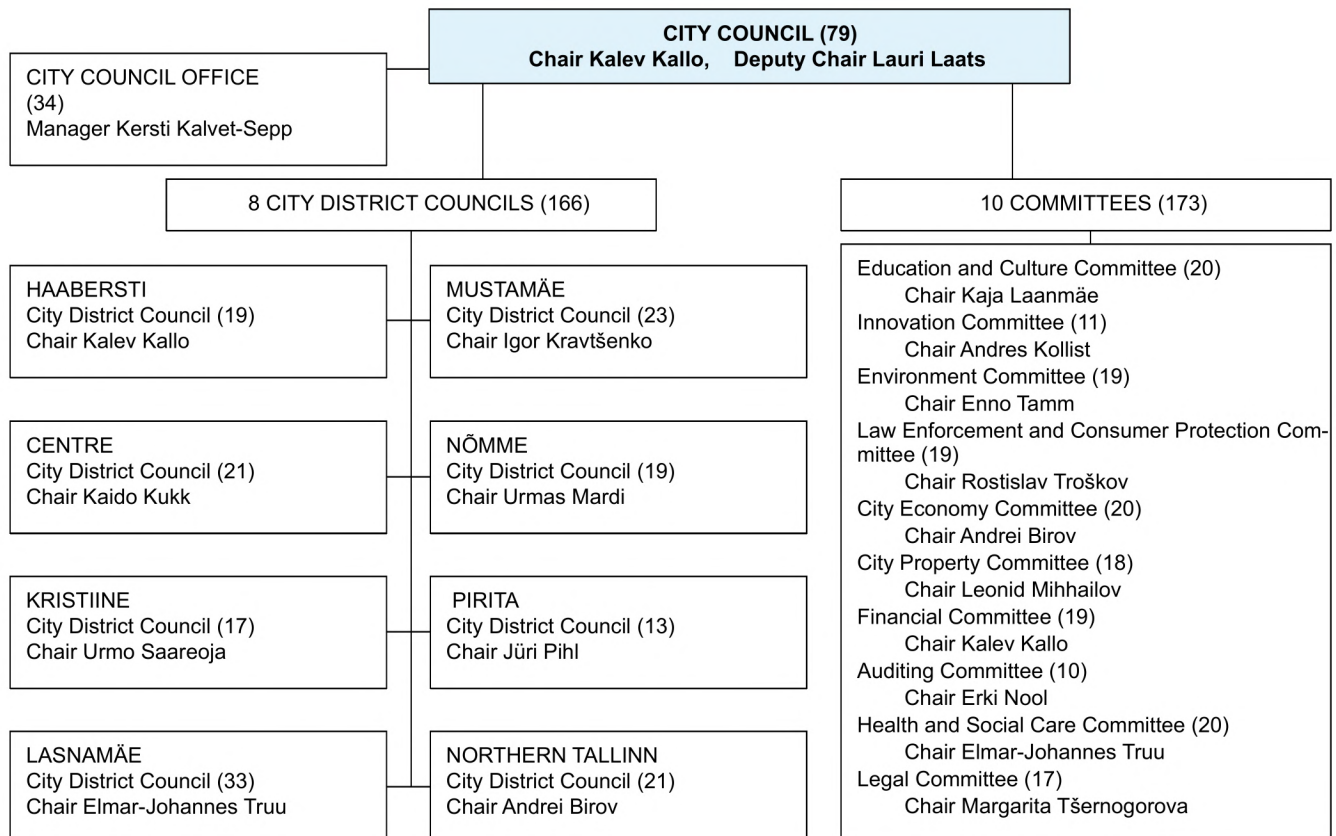 CITY COUNCIL (79)
Chair Kalev Kallo, Deputy Chair Lauri Laats
CITY COUNCIL OFFICE
(34)
Manager Kersti Kalvet-Sepp
8 CITY DISTRICT COUNCILS (166)
HAABERSTI
City District Council (19)
Chair Kalev Kallo
MUSTAMÄE
City District Council (23)
Chair Igor Kravtšenko
CENTRE
City District Council (21)
Chair Kaido Kukk
NÕMME
City District Council (19)
Chair Urmas Mardi
KRISTIINE
City District Council (17)
Chair Urmo Saareoja
PIRITA
City District Council (13)
Chair Jüri Pihl
LASNAMÄE
City District Council (33)
Chair Elmar-Johannes Truu
NORTHERN TALLINN
City District Council (21)
Chair Andrei Birov
10 COMMITTEES (173)
Education and Culture Committee (20)
Chair Kaja Laanmäe
Innovation Committee (11)
Chair Andres Kollist
Environment Committee (19)
Chair Enno Tamm
Law Enforcement and Consumer Protection Com-
mittee (19)
Chair Rostislav Troškov
City Economy Committee (20)
Chair Andrei Birov
City Property Committee (18)
Chair Leonid Mihhailov
Financial Committee (19)
Chair Kalev Kallo
Auditing Committee (10)
Chair Erki Nool
Health and Social Care Committee (20)
Chair Elmar-Johannes Truu
Legal Committee (17)
Chair Margarita Tšernogorova